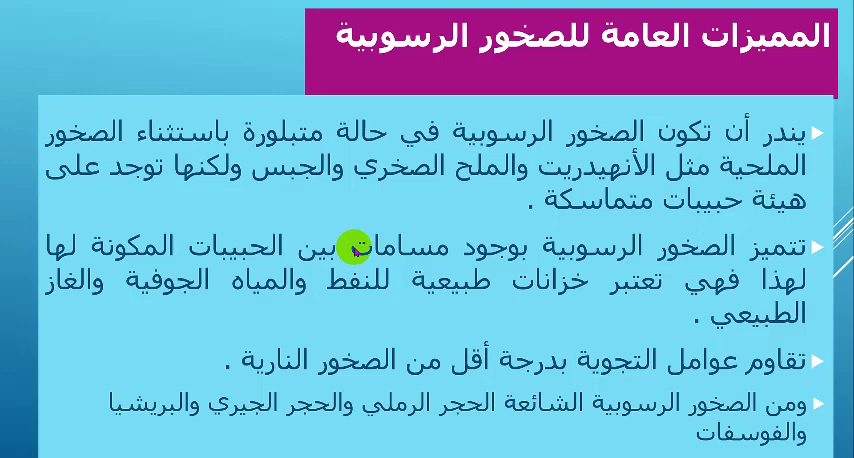 المميزات العامة للصخور الرسوبية
يندر أن تكون الصخور الرسوبية في حالة متبلورة باستثناء الصخور
الملحية مثل الأنهيدريت والملح الصخري والجبس ولكنها توجد على
هيئة حبيبات متماسكة .
تتميز الصخور الرسوبية بوجود مسامات بين الحبيبات المكونة لها
لهذا فهي تعتبر خزانات طبيعية للنفط والمياه الجوفية والغاز
الطبيعي .
تقاوم عوامل التجوية بدرجة أقل من الصخور النارية .
ومن الصخور الرسوبية الشائعة الحجر الرملي والحجر الجيري والبريشيا
والفوسفات